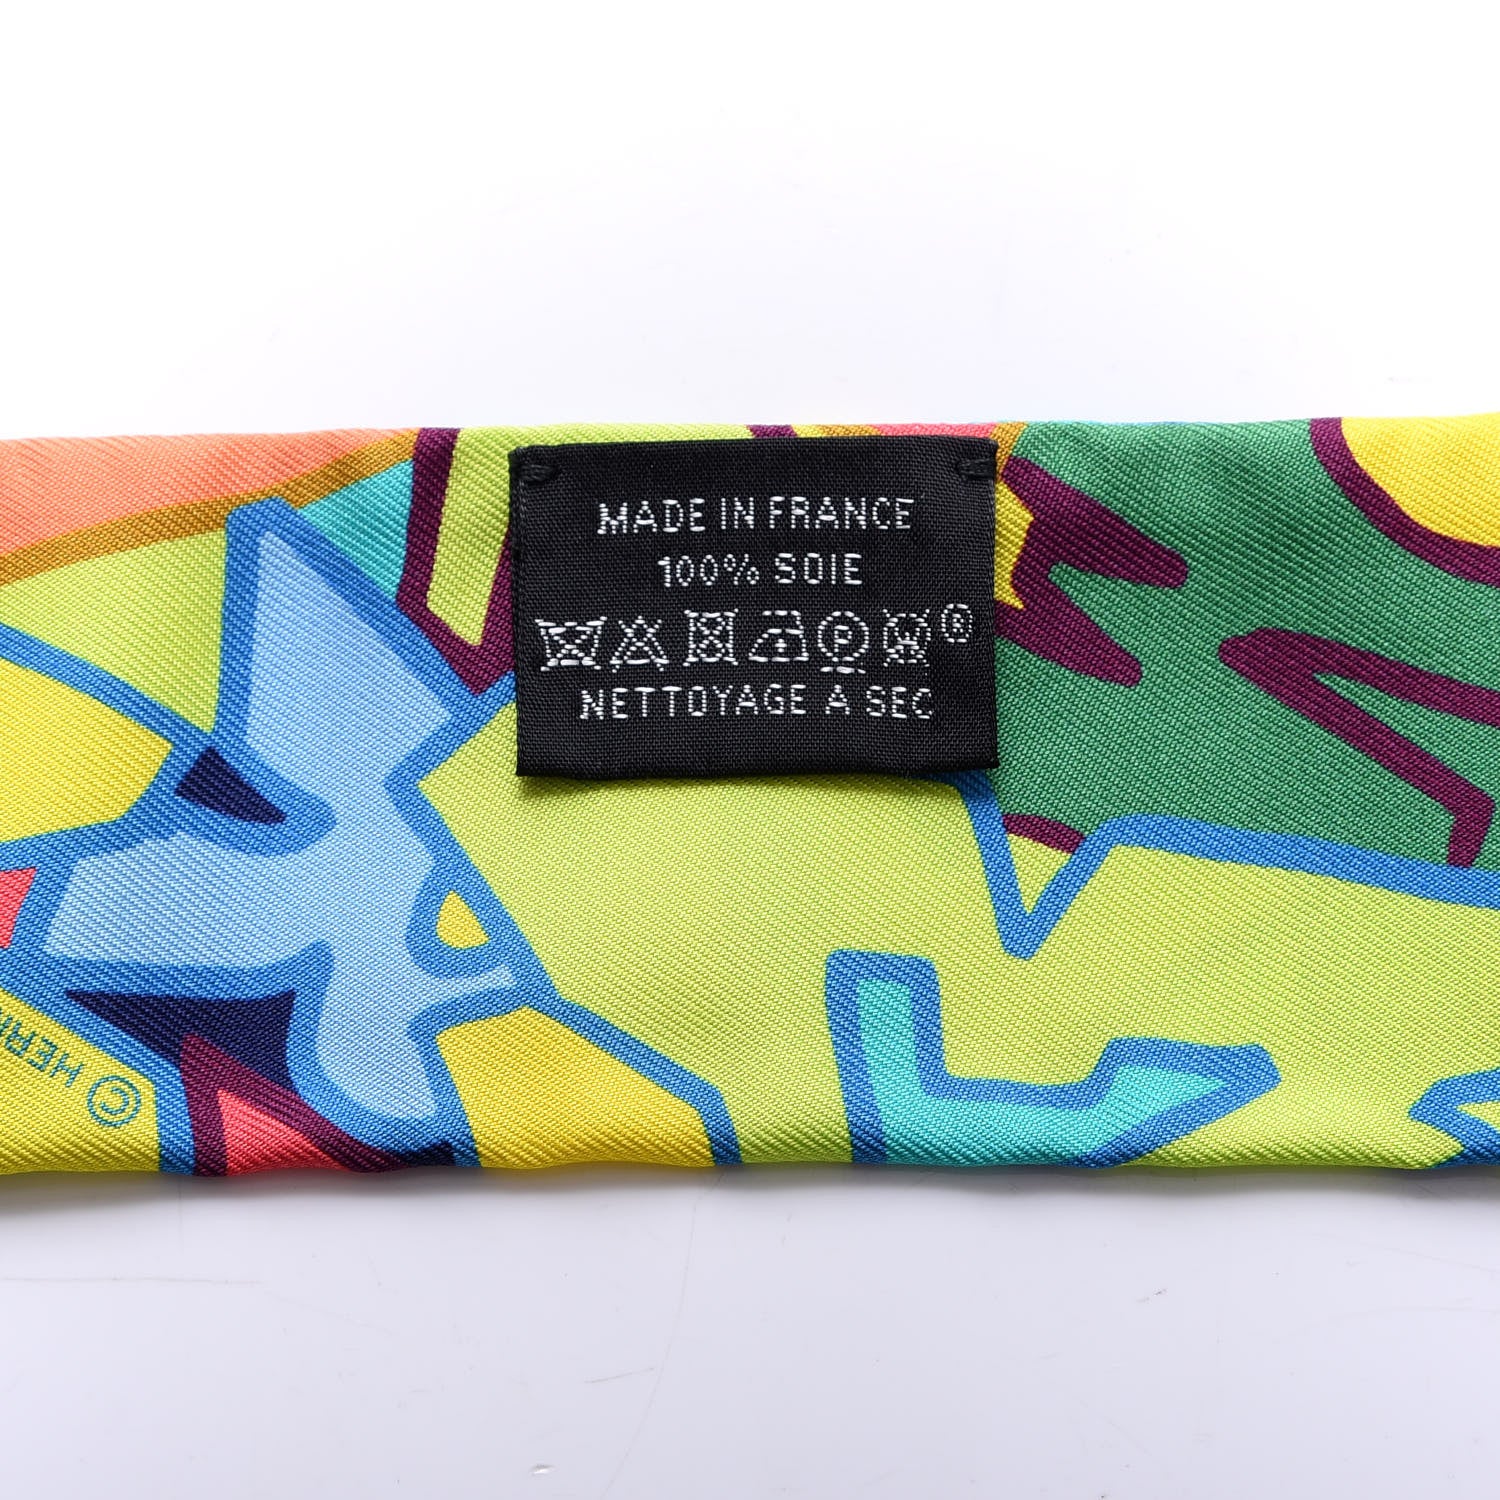 MADE IN FRANCE
100% SOIE
®
NETTOYAGE A SEC
©